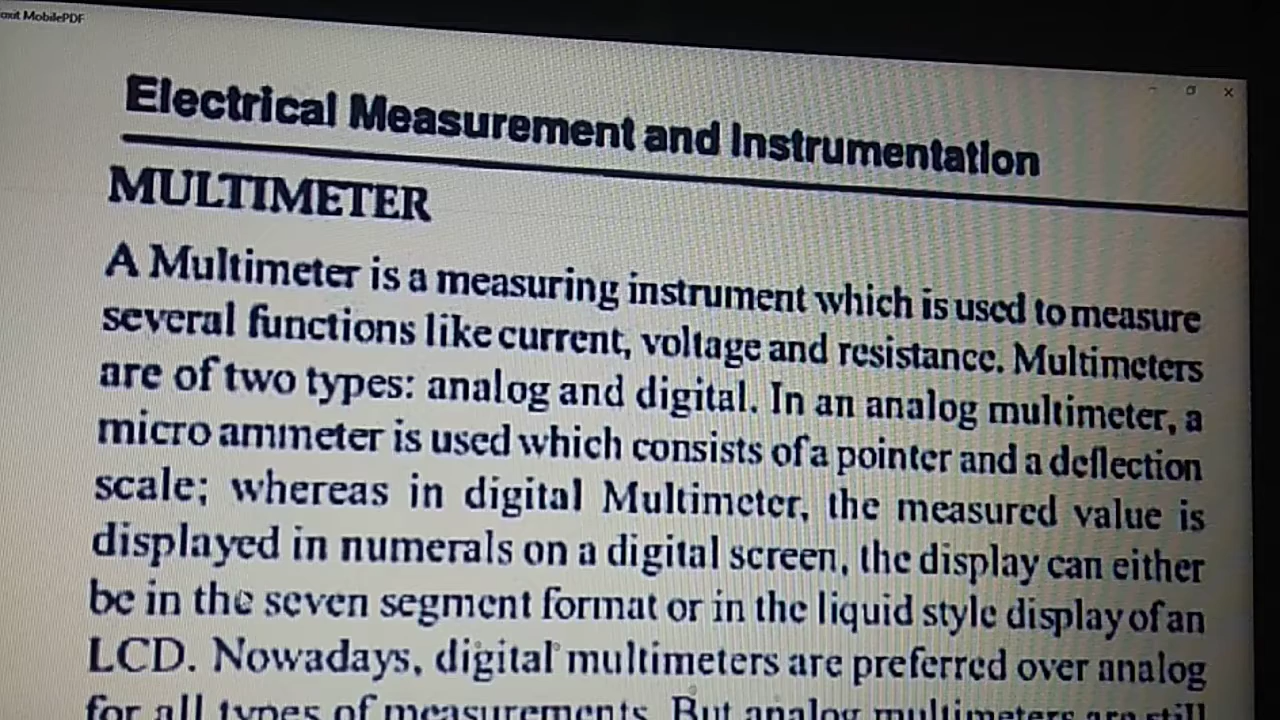 oxit MobilePDF
Electrical Measurement and Instrumentation
MULTIMETER
A Multimeter is a measuring instrument which is used to measure
several functions like current, voltage and resistance. Multimeters
are of two types: analog and digital. In an analog multimeter, a
micro ammeter is used which consists of a pointer and a deflection
scale; whereas in digital Multimeter, the measured value is
displayed in numerals on a digital screen, the display can either
be in the seven segment format or in the liquid style display of an
LCD. Nowadays, digital multimeters are preferred over analog
for all types of measurements. But analog multimeters are still